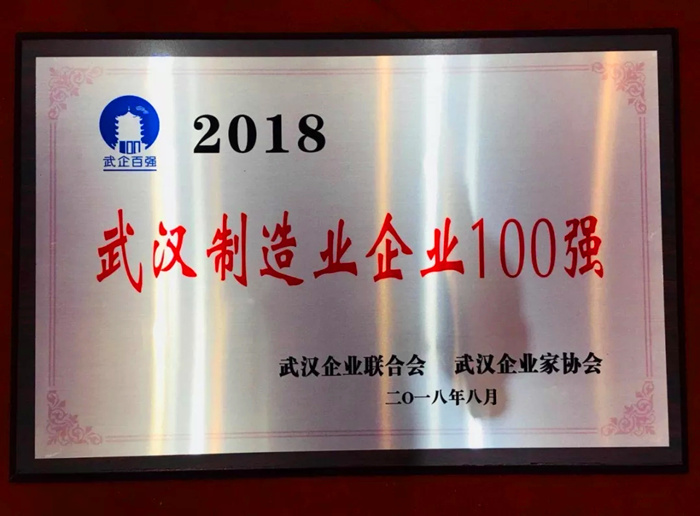 2018
武企百强
武汉制造业企业100强
武汉企业联合会 武汉企业家协会
二〇一八年八月